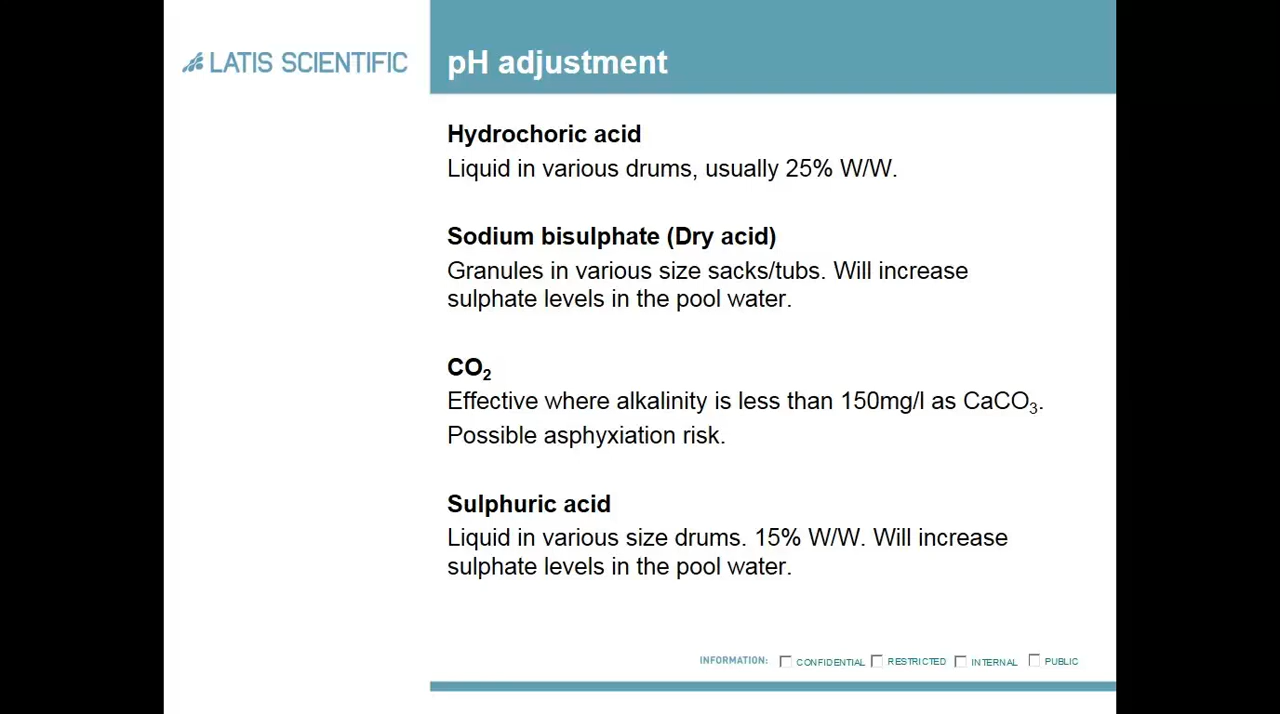 LATIS SCIENTIFIC
pH adjustment
Hydrochoric acid
Liquid in various drums, usually 25% W/W.
Sodium bisulphate (Dry acid)
Granules in various size sacks/tubs. Will increase
sulphate levels in the pool water.
CO₂
Effective where alkalinity is less than 150mg/l as CaCO₃.
Possible asphyxiation risk.
Sulphuric acid
Liquid in various size drums. 15% W/W. Will increase
sulphate levels in the pool water.
INFORMATION: CONFIDENTIAL RESTRICTED INTERNAL PUBLIC